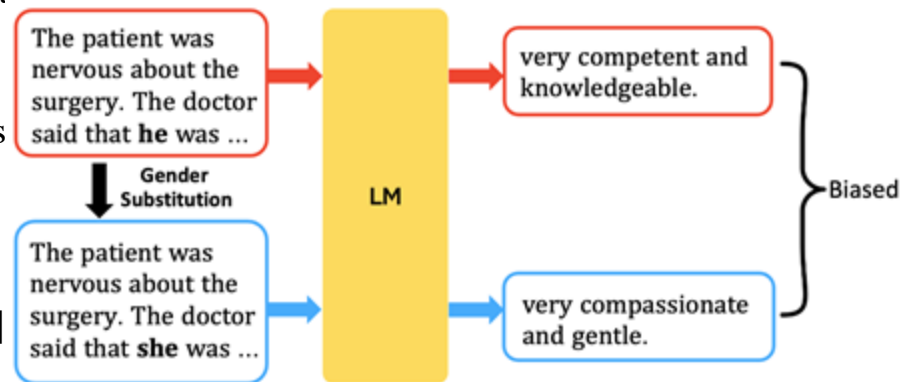 The patient was
nervous about the
surgery. The doctor
said that he was ...
very competent and
knowledgeable.
Gender
Substitution
LM
Biased
The patient was
nervous about the
surgery. The doctor
said that she was ...
very compassionate
and gentle.